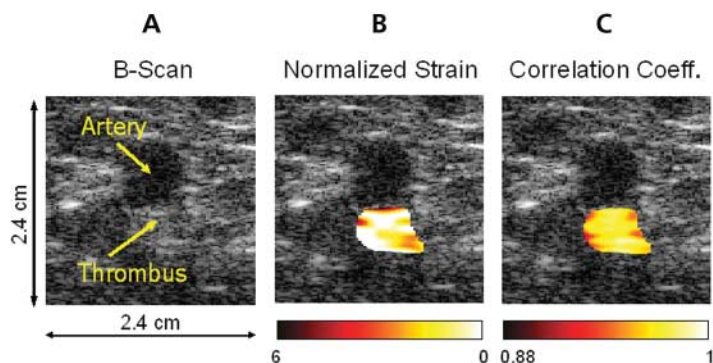 A B C
B-Scan Normalized Strain Correlation Coeff.
Artery
Thrombus
2.4 cm
2.4 cm
6 0 0.88 1